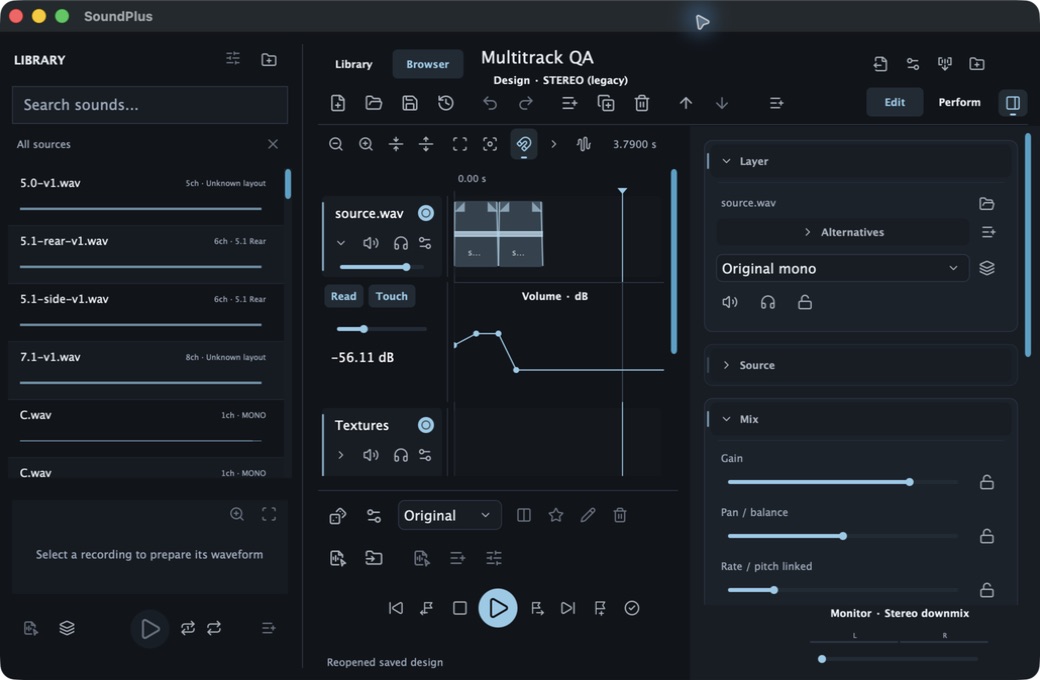 SoundPlus
LIBRARY
Search sounds...
All sources
5.0-v1.wav
5ch · Unknown layout
5.1-rear-v1.wav
6ch · 5.1 Rear
5.1-side-v1.wav
6ch · 5.1 Side
7.1-v1.wav
8ch · Unknown layout
C.wav
1ch · MONO
C.wav
1ch · MONO
Select a recording to prepare its waveform
Library
Browser
Multitrack QA
Design · STEREO (legacy)
Edit
Perform
3.7900 s
0.00 s
source.wav
s...
s...
Read
Touch
Volume · dB
-56.11 dB
Textures
Original
Reopened saved design
Layer
source.wav
Alternatives
Original mono
Source
Mix
Gain
Pan / balance
Rate / pitch linked
Monitor · Stereo downmix
L
R